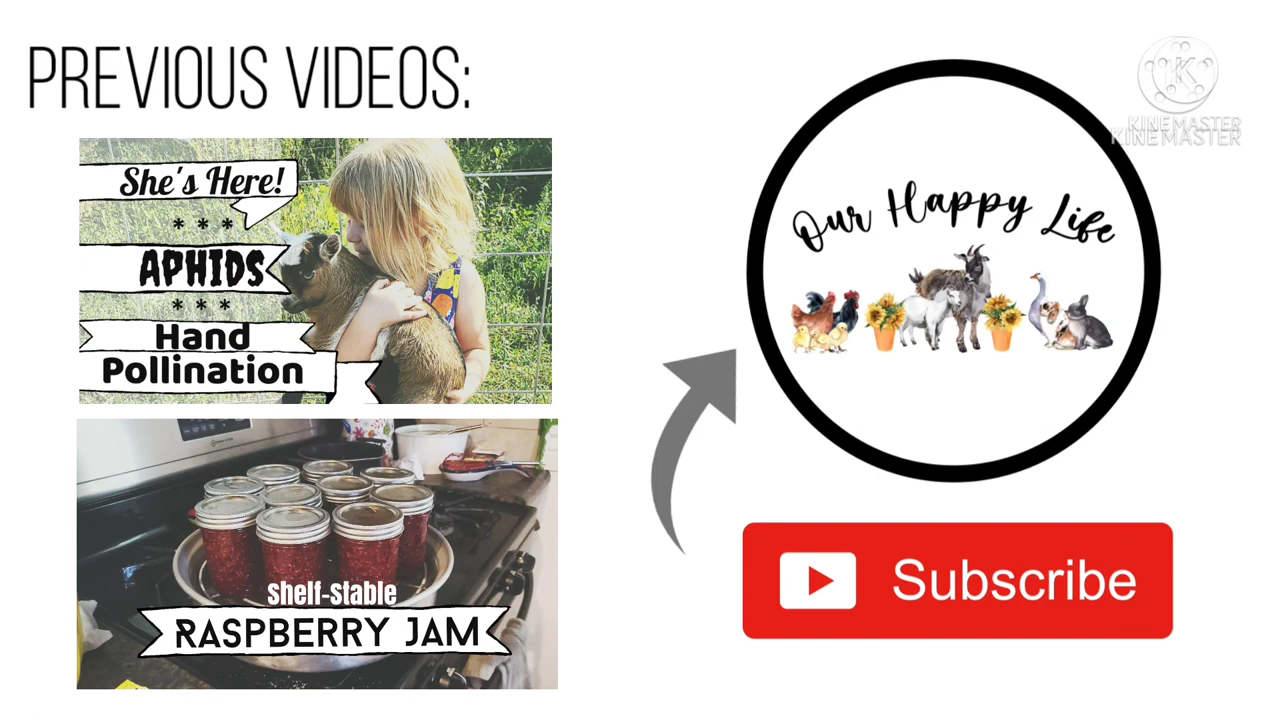 PREVIOUS VIDEOS:
She's Here!
* * *
APHIDS
* * *
Hand
Pollination
Shelf-Stable
RASPBERRY JAM
Our Happy Life
Subscribe
K
KINEMASTER
KINEMASTER